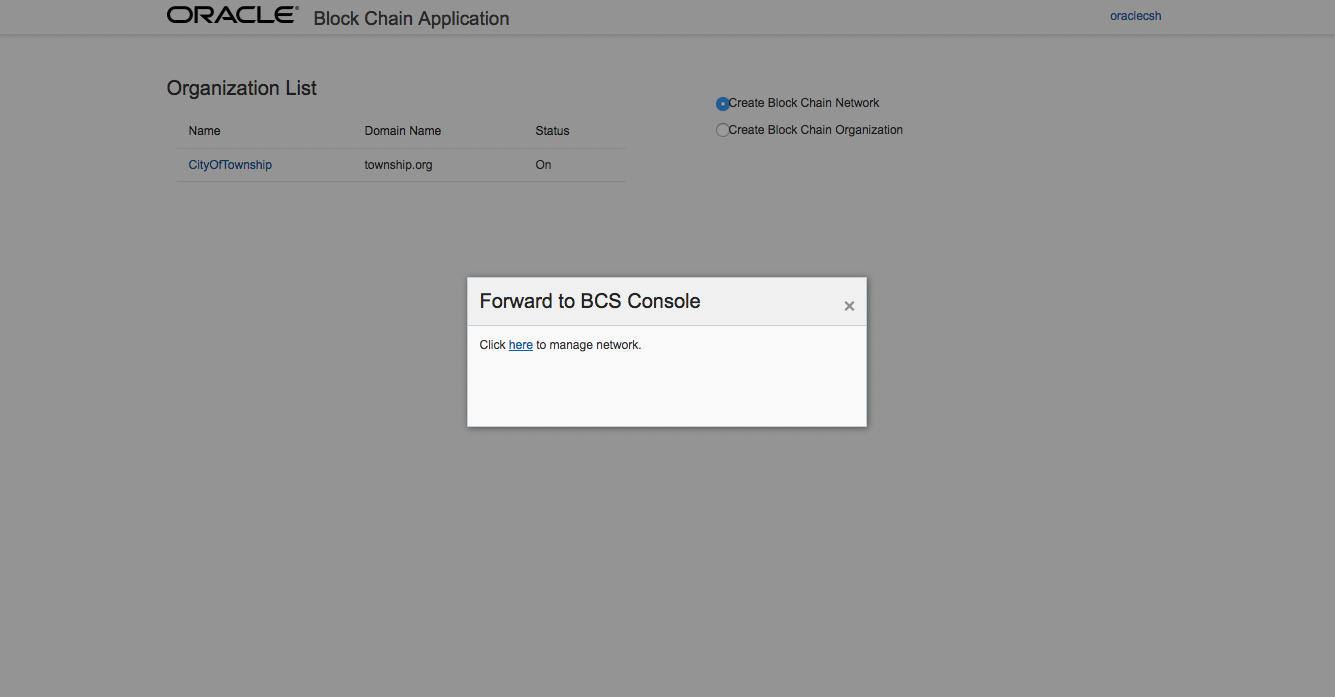 ORACLE® Block Chain Application
oraclecsh
Organization List
Name Domain Name Status
CityOfTownship township.org On
Create Block Chain Network
Create Block Chain Organization
Forward to BCS Console
×
Click here to manage network.